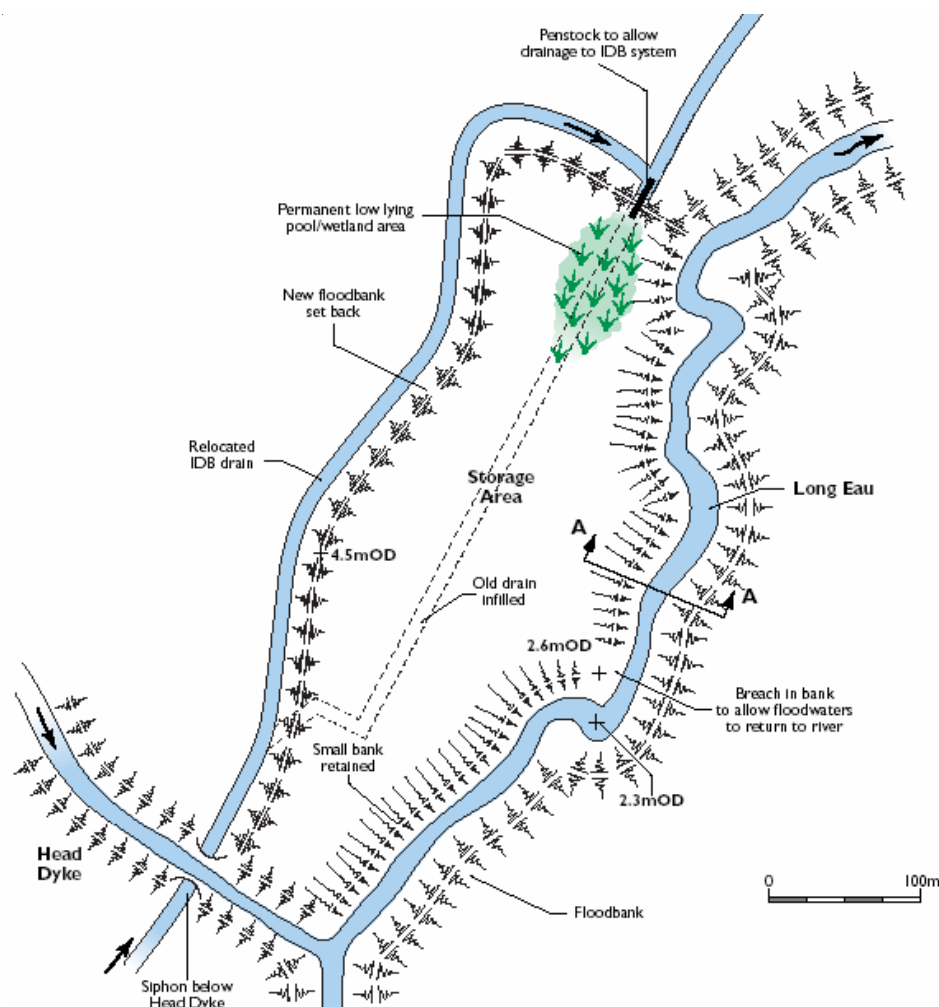 Penstock to allow
drainage to IDB system
Permanent low lying
pool/wetland area
New floodbank
set back
Relocated
IDB drain
Storage
Area
Long Eau
A
4.5mOD
A
Old drain
infilled
2.6mOD
Breach in bank
to allow floodwaters
to return to river
Small bank
retained
2.3mOD
Head
Dyke
0
100m
Floodbank
Siphon below
Head Dyke